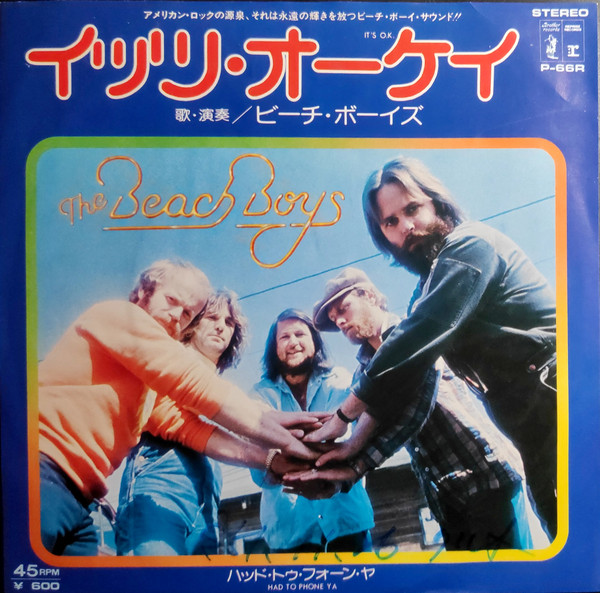 アメリカン・ロックの源泉、それは永遠の輝きを放つビーチ・ボーイ・サウンド!!
STEREO
IT'S O.K.
イッツ・オーケイ
P-66R
歌・演奏/ビーチ・ボーイズ
The Beach Boys
45RPM
¥ 600
ハッド・トゥ・フォーン・ヤ
HAD TO PHONE YA